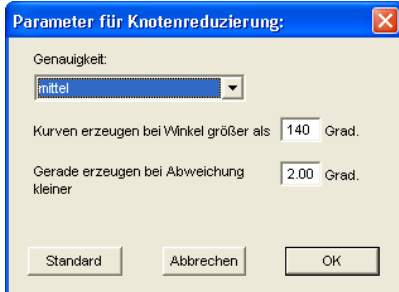 Parameter für Knotenreduzierung:
Genauigkeit:
mittel
Kurven erzeugen bei Winkel größer als 140 Grad.
Gerade erzeugen bei Abweichung
kleiner 2.00 Grad.
Standard Abbrechen OK